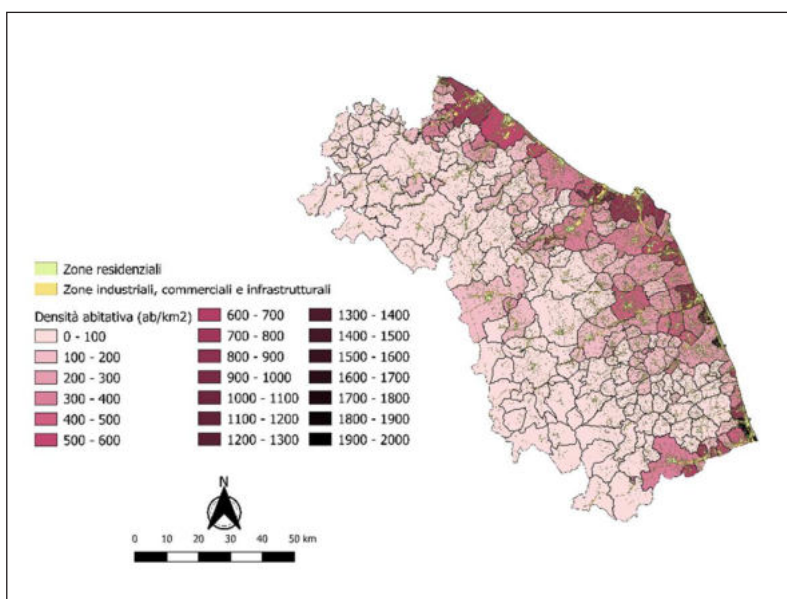 Zone residenziali
Zone industriali, commerciali e infrastrutturali
Densità abitativa (ab/km2)
0 - 100
100 - 200
200 - 300
300 - 400
400 - 500
500 - 600
600 - 700
700 - 800
800 - 900
900 - 1000
1000 - 1100
1100 - 1200
1200 - 1300
1300 - 1400
1400 - 1500
1500 - 1600
1600 - 1700
1700 - 1800
1800 - 1900
1900 - 2000
N
0 10 20 30 40 50 km